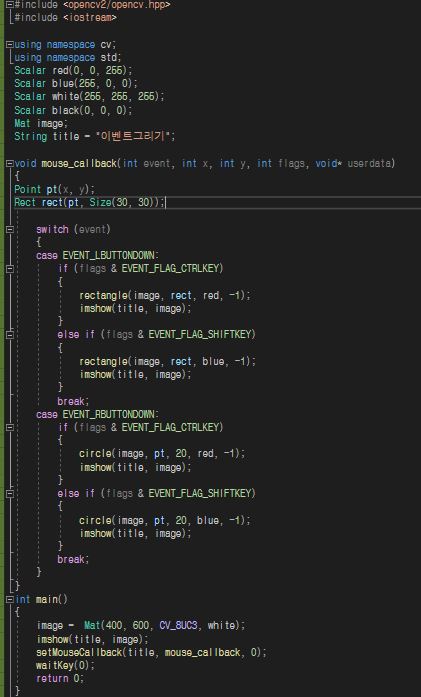 #include <opencv2/opencv.hpp>
#include <iostream>
using namespace cv;
using namespace std;
Scalar red(0, 0, 255);
Scalar blue(255, 0, 0);
Scalar white(255, 255, 255);
Scalar black(0, 0, 0);
Mat image;
String title = "이벤트그리기";
void mouse_callback(int event, int x, int y, int flags, void* userdata)
{
Point pt(x, y);
Rect rect(pt, Size(30, 30));
switch (event)
{
case EVENT_LBUTTONDOWN:
if (flags & EVENT_FLAG_CTRLKEY)
{
rectangle(image, rect, red, -1);
imshow(title, image);
}
else if (flags & EVENT_FLAG_SHIFTKEY)
{
rectangle(image, rect, blue, -1);
imshow(title, image);
}
break;
case EVENT_RBUTTONDOWN:
if (flags & EVENT_FLAG_CTRLKEY)
{
circle(image, pt, 20, red, -1);
imshow(title, image);
}
else if (flags & EVENT_FLAG_SHIFTKEY)
{
circle(image, pt, 20, blue, -1);
imshow(title, image);
}
break;
}
}
int main()
{
image =  Mat(400, 600, CV_8UC3, white);
imshow(title, image);
setMouseCallback(title, mouse_callback, 0);
waitKey(0);
return 0;
}